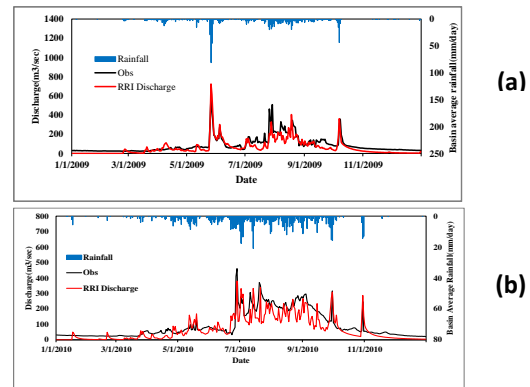 1400
1200
1000
800
600
400
200
0
Discharge(m3/sec)
Rainfall
Obs
RRI Discharge
0
50
100
150
200
250
Basin average rainfall(mm/day)
1/1/2009 3/1/2009 5/1/2009 7/1/2009 9/1/2009 11/1/2009
Date
(a)
800
700
600
500
400
300
200
100
0
Discharge(m3/sec)
Rainfall
Obs
RRI Discharge
0
20
40
60
80
Basin Average Rainfall(mm/day)
1/1/2010 3/1/2010 5/1/2010 7/1/2010 9/1/2010 11/1/2010
Date
(b)